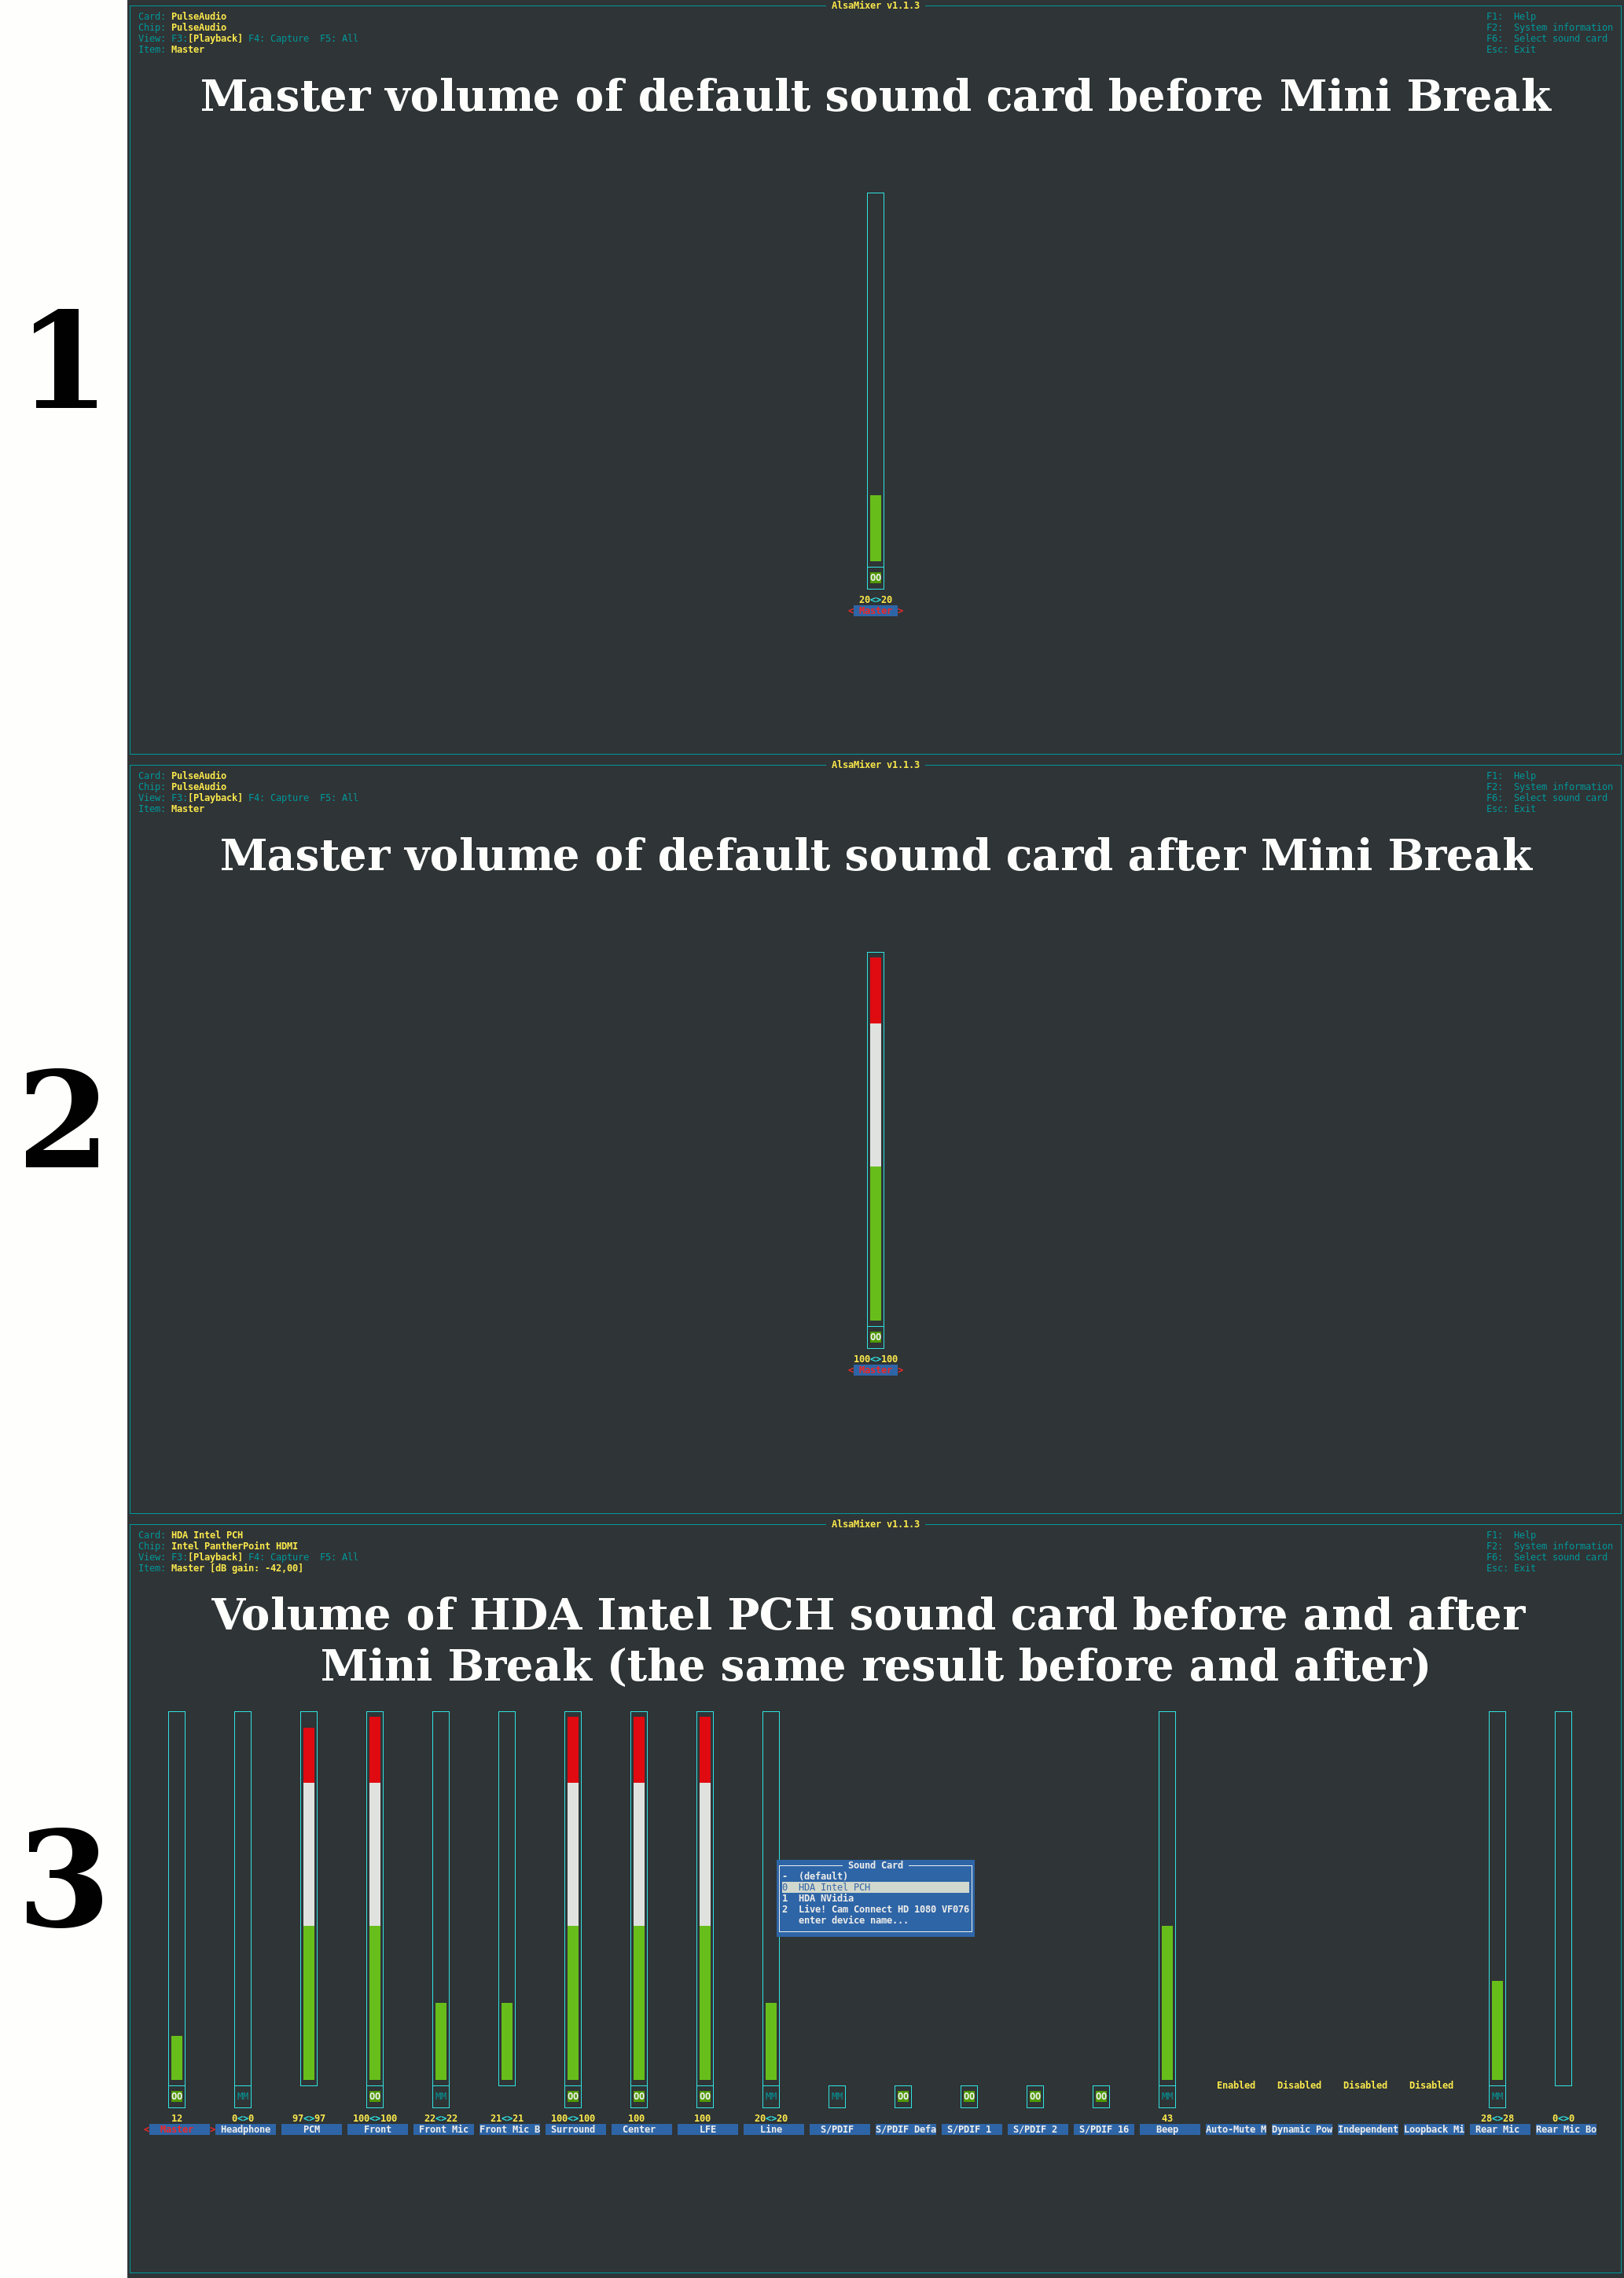 1
AlsaMixer v1.1.3
Card: PulseAudio
F1: Help
Chip: PulseAudio
F2: System information
View: F3:[Playback] F4: Capture F5: All
F6: Select sound card
Item: Master
Esc: Exit
Master volume of default sound card before Mini Break
OO
20<>20
< Master >
2
AlsaMixer v1.1.3
Card: PulseAudio
F1: Help
Chip: PulseAudio
F2: System information
View: F3:[Playback] F4: Capture F5: All
F6: Select sound card
Item: Master
Esc: Exit
Master volume of default sound card after Mini Break
OO
100<>100
< Master >
3
AlsaMixer v1.1.3
Card: HDA Intel PCH
F1: Help
Chip: Intel PantherPoint HDMI
F2: System information
View: F3:[Playback] F4: Capture F5: All
F6: Select sound card
Item: Master [dB gain: -42,00]
Esc: Exit
Volume of HDA Intel PCH sound card before and after
Mini Break (the same result before and after)
Sound Card
- (default)
0 HDA Intel PCH
1 HDA NVidia
2 Live! Cam Connect HD 1080 VF076
enter device name...
Enabled Disabled Disabled Disabled
OO MM OO MM OO OO OO MM MM OO OO OO OO MM MM
12 0<>0 97<>97 100<>100 22<>22 21<>21 100<>100 100 100 20<>20 43 28<>28 0<>0
< Master > Headphone PCM Front Front Mic Front Mic B Surround Center LFE Line S/PDIF S/PDIF Defa S/PDIF 1 S/PDIF 2 S/PDIF 16 Beep Auto-Mute M Dynamic Pow Independent Loopback Mi Rear Mic Rear Mic Bo